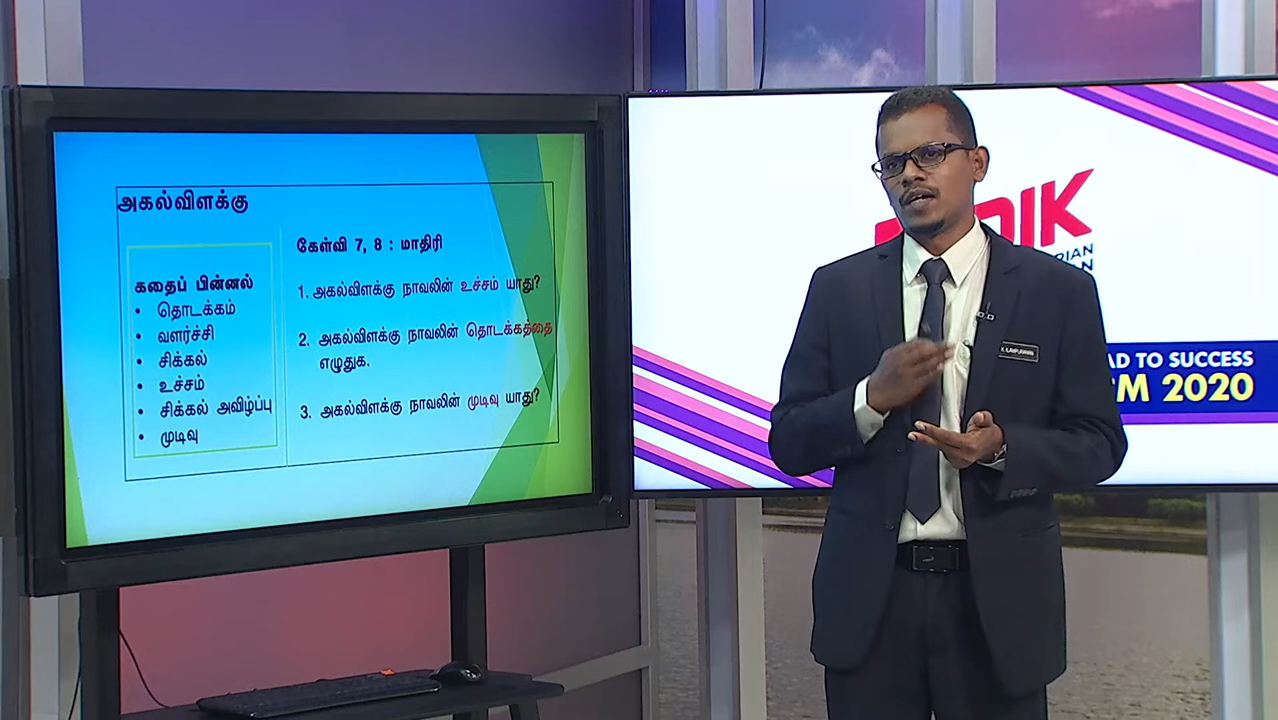 அகல்விளக்கு
கதைப் பின்னல்
• தொடக்கம்
• வளர்ச்சி
• சிக்கல்
• உச்சம்
• சிக்கல் அவிழ்ப்பு
• முடிவு
கேள்வி 7, 8 : மாதிரி
1. அகல்விளக்கு நாவலின் உச்சம் யாது?
2. அகல்விளக்கு நாவலின் தொடக்கத்தை
எழுதுக.
3. அகல்விளக்கு நாவலின் முடிவு யாது?
DIK
AD TO SUCCESS
M 2020